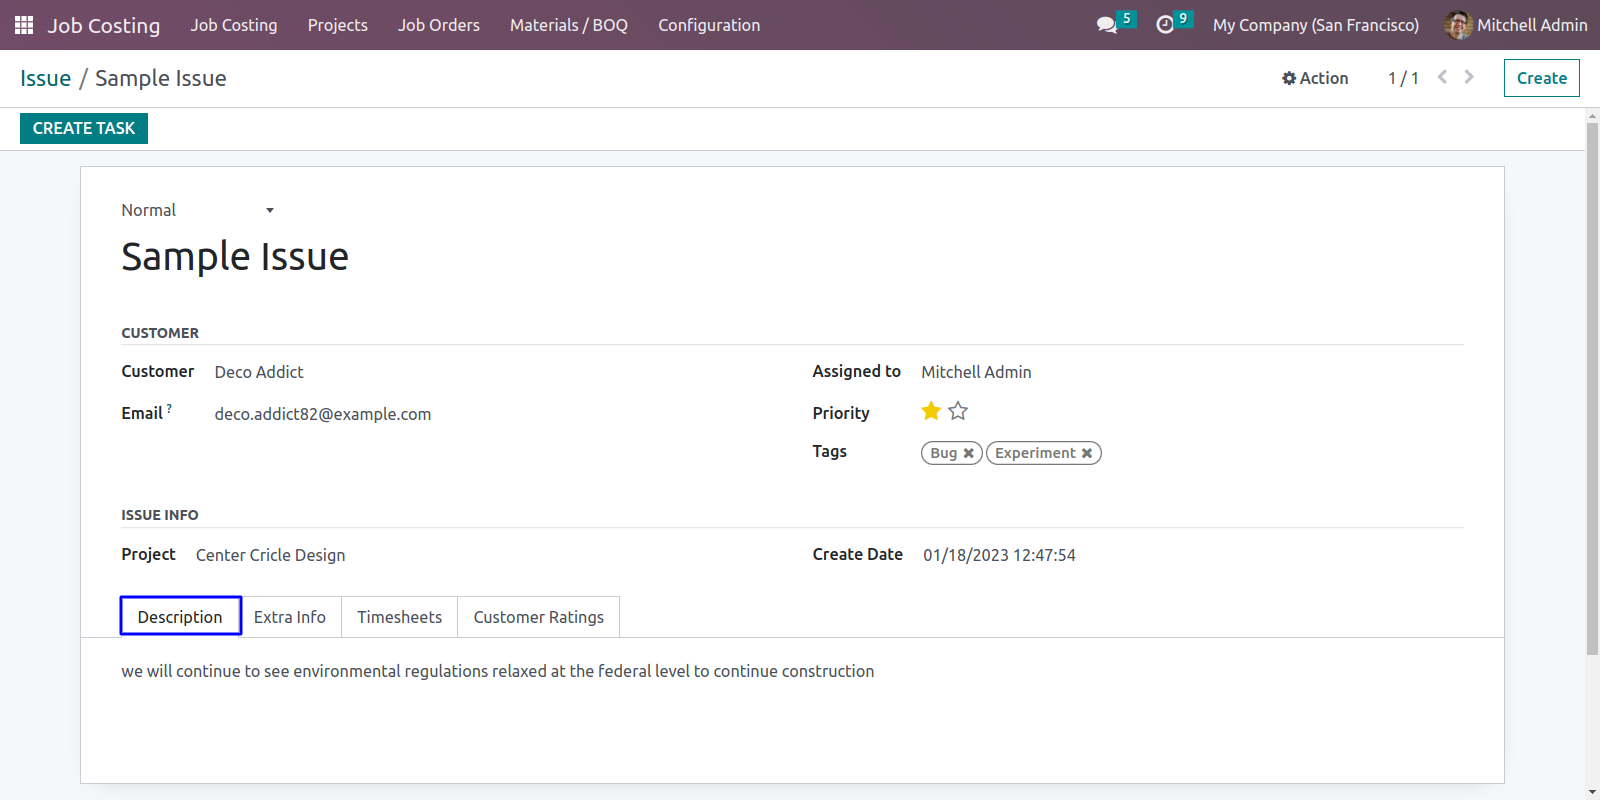 Job Costing Job Costing Projects Job Orders Materials / BOQ Configuration 5 9 My Company (San Francisco) Mitchell Admin
Issue / Sample Issue Action 1 / 1 Create
CREATE TASK
Normal
Sample Issue
CUSTOMER
Customer Deco Addict Assigned to Mitchell Admin
Email ? deco.addict82@example.com Priority
Tags Bug ✖ Experiment ✖
ISSUE INFO
Project Center Cricle Design Create Date 01/18/2023 12:47:54
Description Extra Info Timesheets Customer Ratings
we will continue to see environmental regulations relaxed at the federal level to continue construction